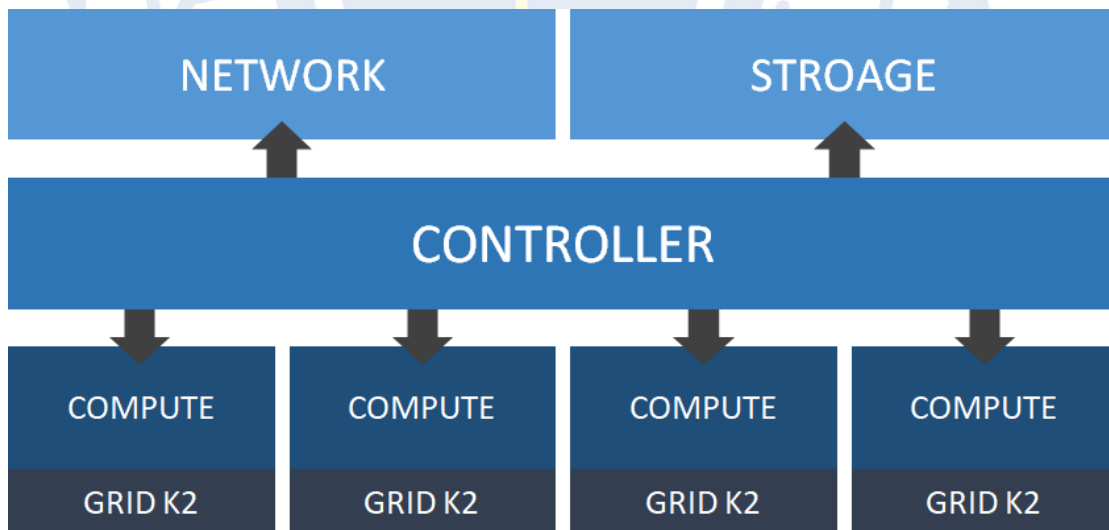 NETWORK
STROAGE
CONTROLLER
COMPUTE
COMPUTE
COMPUTE
COMPUTE
GRID K2
GRID K2
GRID K2
GRID K2